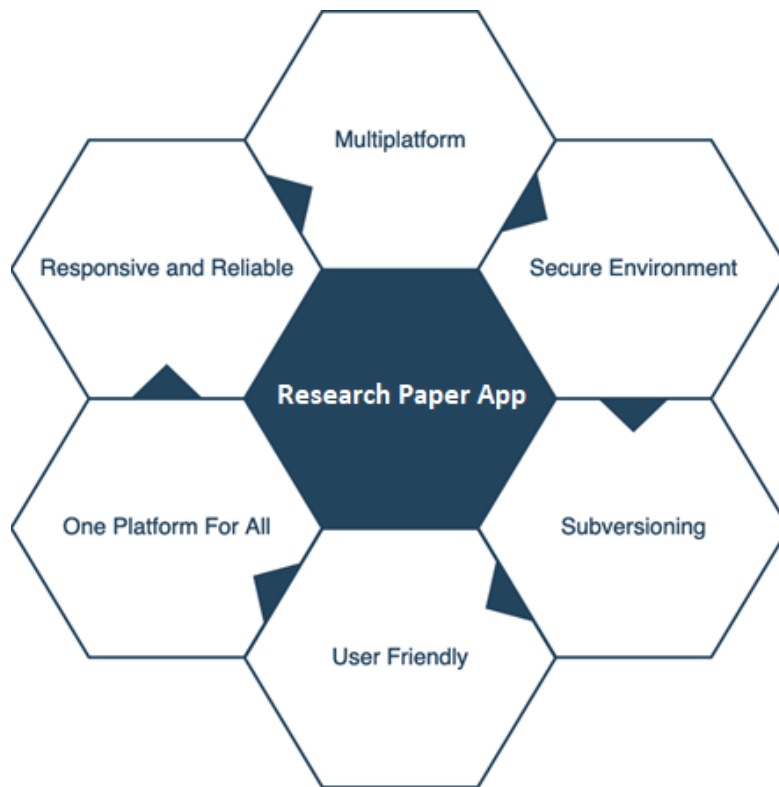 Multiplatform
Responsive and Reliable
Secure Environment
Research Paper App
One Platform For All
Subversioning
User Friendly